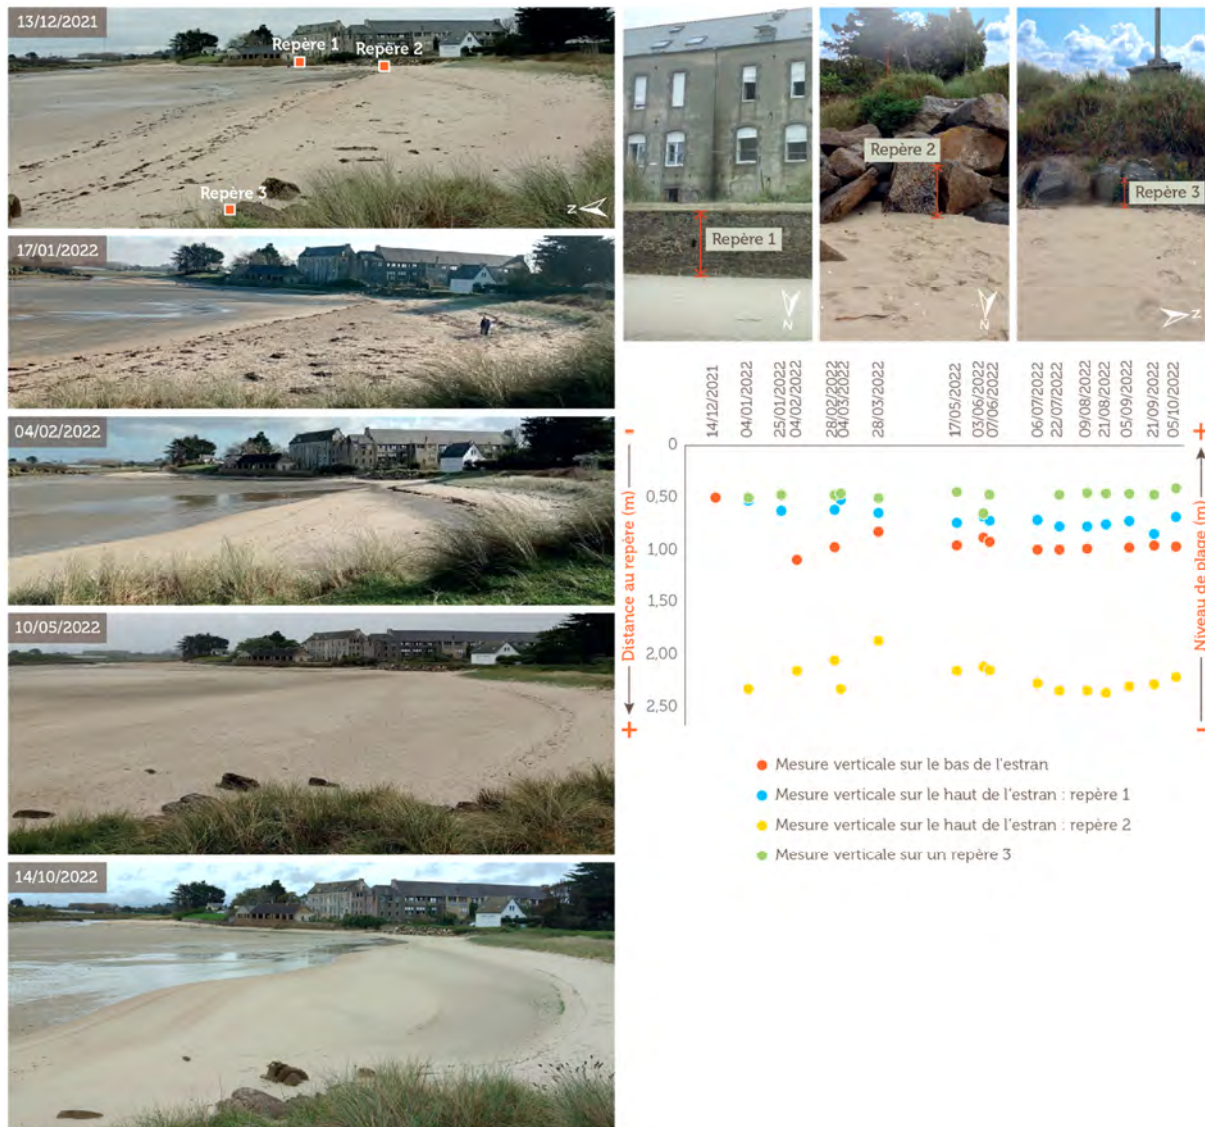 13/12/2021
Repère 1
Repère 2
Repère 3
N
17/01/2022
04/02/2022
10/05/2022
14/10/2022
Repère 1
N
Repère 2
N
Repère 3
N
14/12/2021
04/01/2022
25/01/2022
04/02/2022
28/02/2022
04/03/2022
28/03/2022
17/05/2022
03/06/2022
07/06/2022
06/07/2022
22/07/2022
09/08/2022
21/08/2022
05/09/2022
21/09/2022
05/10/2022
-
Distance au repère (m)
+
0
0,50
1,00
1,50
2,00
2,50
+
Niveau de plage (m)
-
Mesure verticale sur le bas de l'estran
Mesure verticale sur le haut de l'estran : repère 1
Mesure verticale sur le haut de l'estran : repère 2
Mesure verticale sur un repère 3